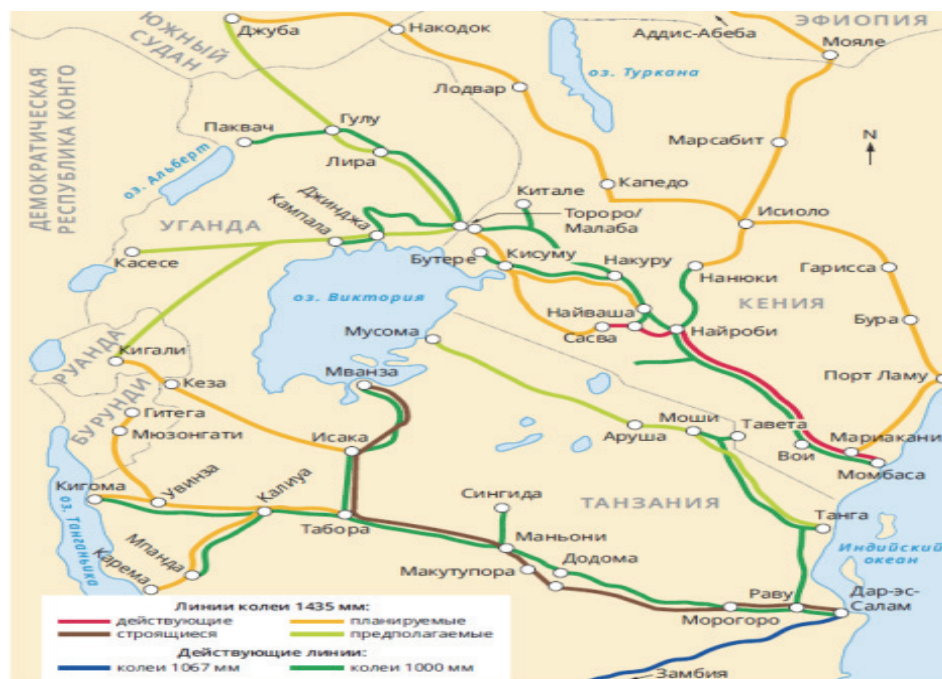 ЮЖНЫЙ
СУДАН
Джуба
Накодок
Аддис-Абеба
ЭФИОПИЯ
Мояле
оз. Туркана
Лодвар
ДЕМОКРАТИЧЕСКАЯ
РЕСПУБЛИКА КОНГО
Паквач
Гулу
Лира
Марсабит
N
оз. Альберт
Китале
Капедо
УГАНДА
Джинджа
Кампала
Тороро/
Малаба
Исиоло
Касесе
Бутере
Кисуму
Накуру
Нанюки
Гарисса
оз. Виктория
КЕНИЯ
Найваша
Сасва
Найроби
Бура
Мусома
РУАНДА
Кигали
Мванза
Порт Ламу
Кеза
БУРУНДИ
Гитега
Мюзонгати
Исака
Аруша
Моши
Тавета
Вои
Мариакани
Момбаса
Кигома
Увинза
Калиуа
Табора
Сингида
ТАНЗАНИЯ
Танга
оз. Танганьика
Карема
Мпанда
Маньони
Додома
Макутупора
Индийский
океан
Раву
Морогоро
Дар-эс-
Салам
Замбия
Линии колеи 1435 мм:
действующие
планируемые
строящиеся
предполагаемые
Действующие линии:
колеи 1067 мм
колеи 1000 мм